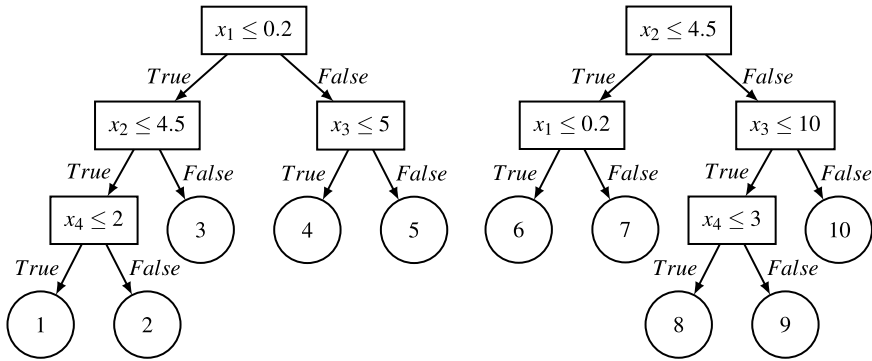 x₁ ≤ 0.2 x₂ ≤ 4.5
True False True False
x₂ ≤ 4.5 x₃ ≤ 5 x₁ ≤ 0.2 x₃ ≤ 10
True False True False True False True False
x₄ ≤ 2 3 4 5 6 7 x₄ ≤ 3 10
True False True False
1 2 8 9